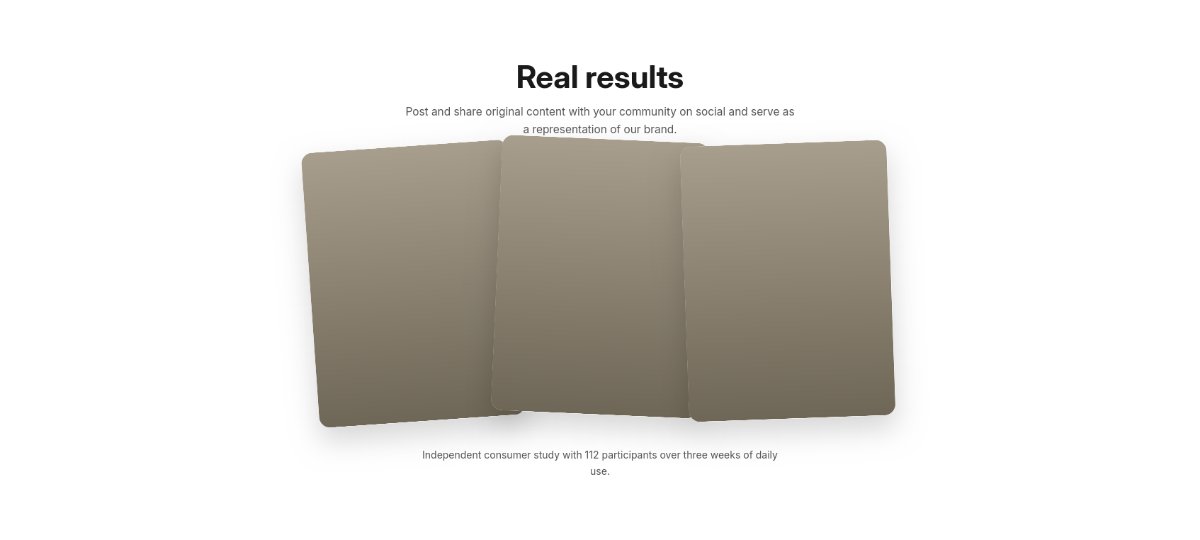 Real results
Post and share original content with your community on social and serve as
a representation of our brand.
Independent consumer study with 112 participants over three weeks of daily
use.